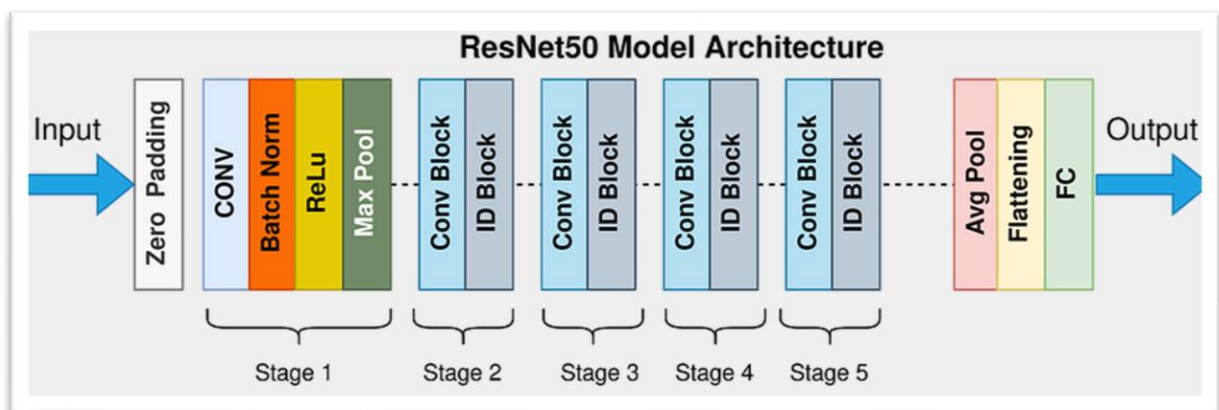 ResNet50 Model Architecture
Input
Zero Padding
CONV
Batch Norm
ReLu
Max Pool
Conv Block
ID Block
Conv Block
ID Block
Conv Block
ID Block
Conv Block
ID Block
Avg Pool
Flattening
FC
Output
Stage 1
Stage 2
Stage 3
Stage 4
Stage 5